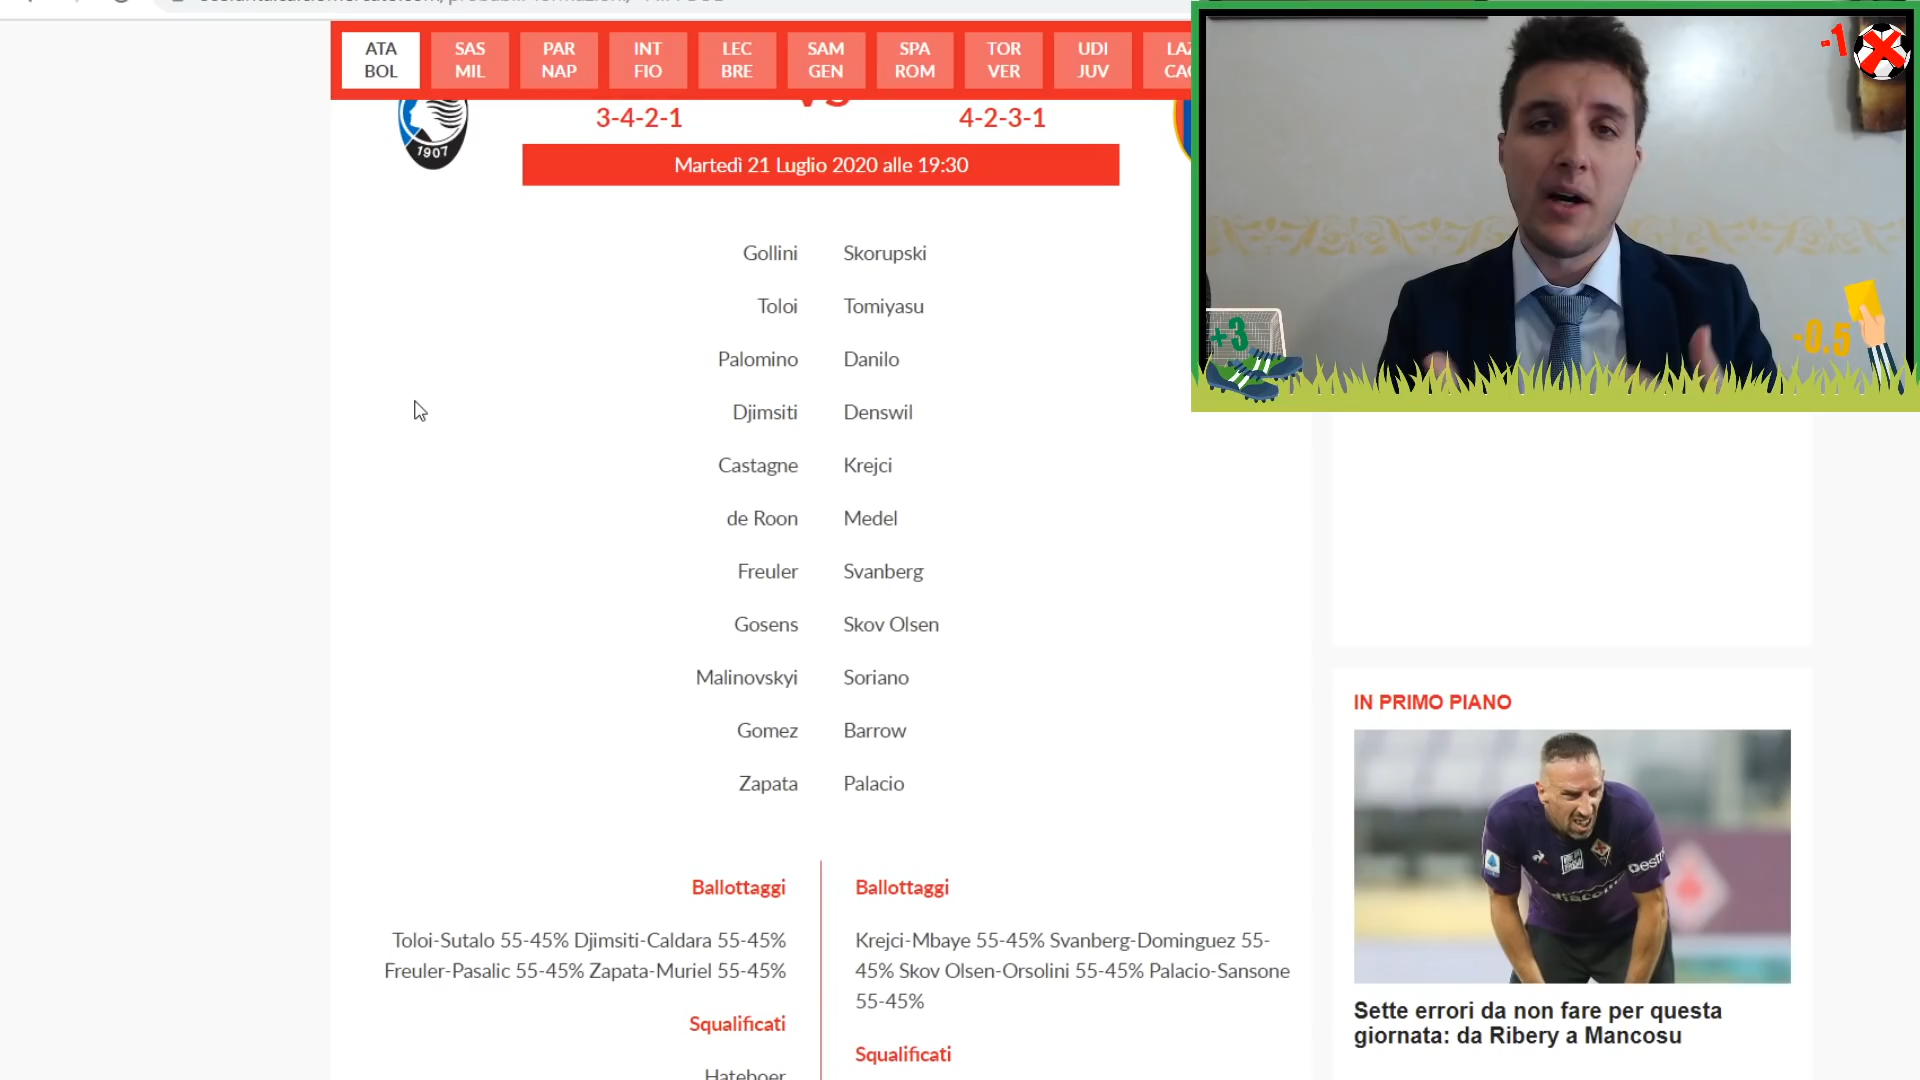 ATA SAS PAR INT LEC SAM SPA TOR UDI
BOL MIL NAP FIO BRE GEN ROM VER JUV
3-4-2-1
4-2-3-1
1907
Martedì 21 Luglio 2020 alle 19:30
Gollini Skorupski
Toloi Tomiyasu
Palomino Danilo
Djimsiti Denswil
Castagne Krejci
de Roon Medel
Freuler Svanberg
Gosens Skov Olsen
Malinovskyi Soriano
Gomez Barrow
Zapata Palacio
Ballottaggi
Toloi-Sutalo 55-45% Djimsiti-Caldara 55-45%
Freuler-Pasalic 55-45% Zapata-Muriel 55-45%
Squalificati
Hateboer
Ballottaggi
Krejci-Mbaye 55-45% Svanberg-Dominguez 55-
45% Skov Olsen-Orsolini 55-45% Palacio-Sansone
55-45%
Squalificati
-1
+3
-0.5
IN PRIMO PIANO
Sette errori da non fare per questa
giornata: da Ribery a Mancosu